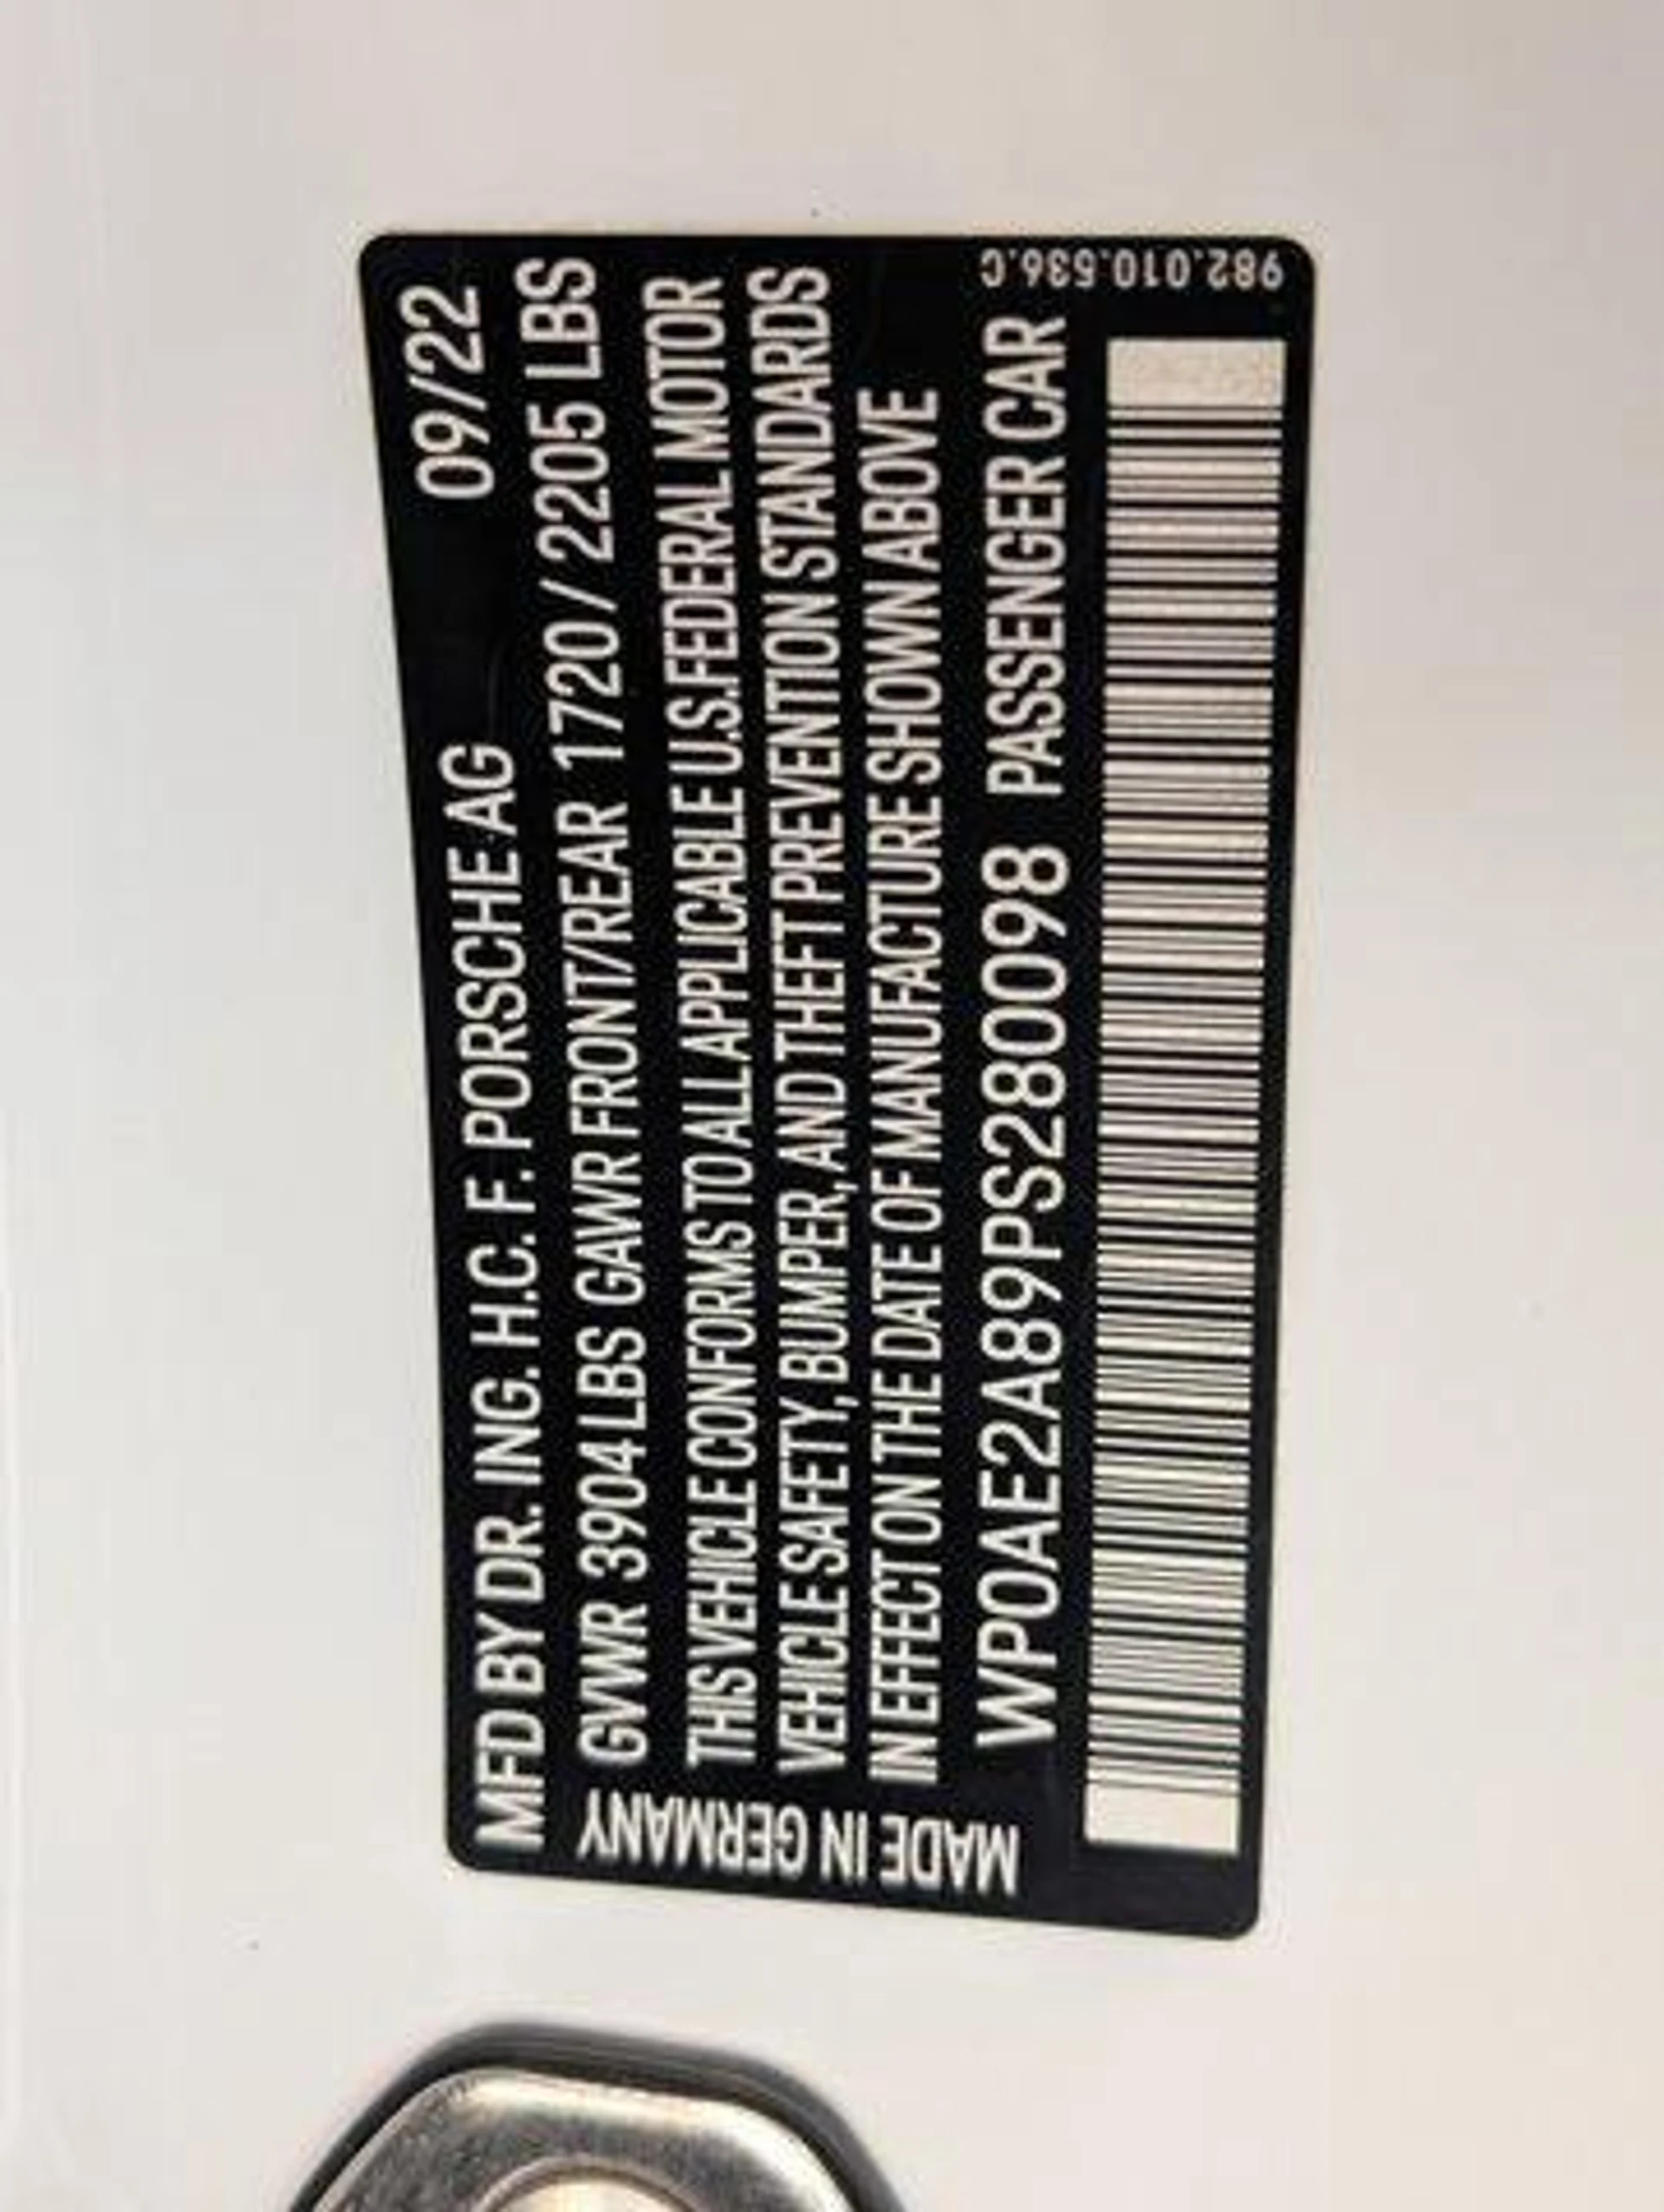 MFD BY DR. ING. H.C. F. PORSCHE AG 09/22
GVWR 3904 LBS GAWR FRONT/REAR 1720 / 2205 LBS
THIS VEHICLE CONFORMS TO ALL APPLICABLE U.S. FEDERAL MOTOR
VEHICLE SAFETY, BUMPER, AND THEFT PREVENTION STANDARDS
IN EFFECT ON THE DATE OF MANUFACTURE SHOWN ABOVE
WP0AE2A89PS280098 PASSENGER CAR
MADE IN GERMANY
982.010.536.C